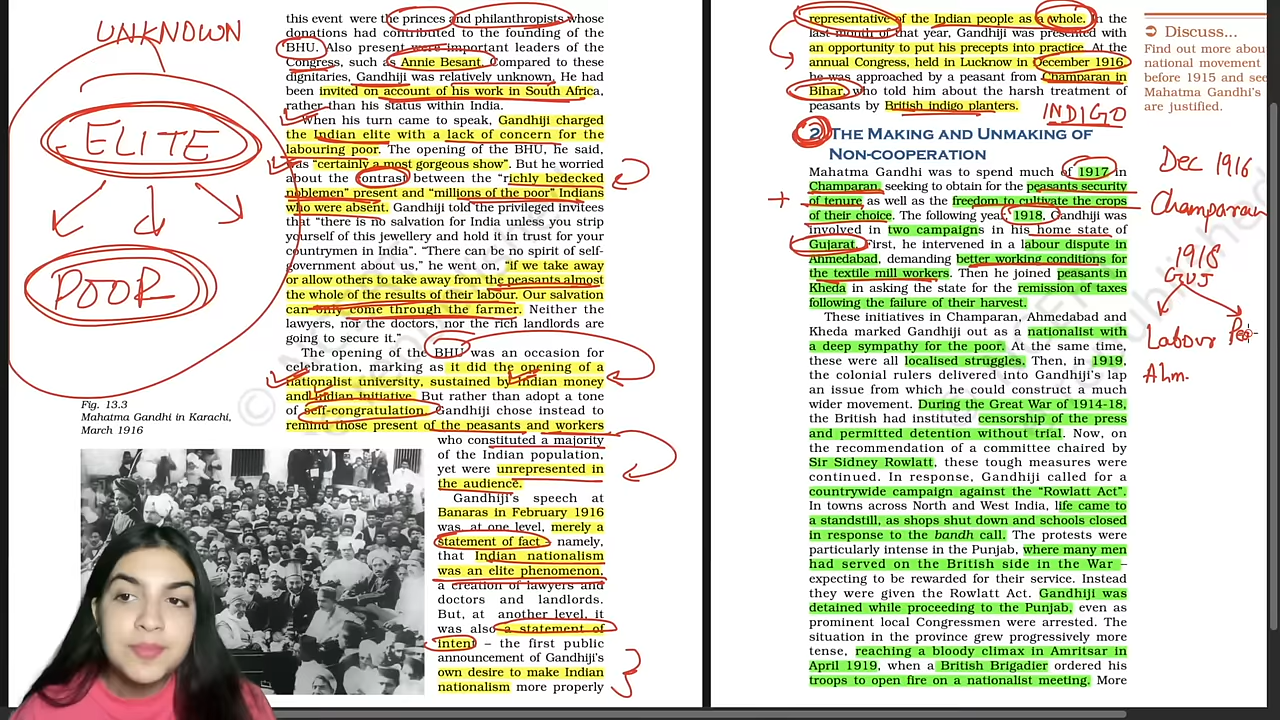 UNKNOWN
ELITE
POOR
this event were the princes and philanthropists whose
donations had contributed to the founding of the
BHU. Also present were important leaders of the
Congress, such as Annie Besant. Compared to these
dignitaries, Gandhiji was relatively unknown. He had
been invited on account of his work in South Africa,
rather than his status within India.
When his turn came to speak, Gandhiji charged
the Indian elite with a lack of concern for the
labouring poor. The opening of the BHU, he said,
was “certainly a most gorgeous show”. But he worried
about the contrast between the “richly bedecked
noblemen” present and “millions of the poor” Indians
who were absent. Gandhiji told the privileged invitees
that “there is no salvation for India unless you strip
yourself of this jewellery and hold it in trust for your
countrymen in India”. “There can be no spirit of self-
government about us,” he went on, “if we take away
or allow others to take away from the peasants almost
the whole of the results of their labour. Our salvation
can only come through the farmer. Neither the
lawyers, nor the doctors, nor the rich landlords are
going to secure it.”
The opening of the BHU was an occasion for
celebration, marking as it did the opening of a
nationalist university, sustained by Indian money
and Indian initiative. But rather than adopt a tone
of self-congratulation, Gandhiji chose instead to
remind those present of the peasants and workers
who constituted a majority
of the Indian population,
yet were unrepresented in
the audience.
Gandhiji’s speech at
Banaras in February 1916
was, at one level, merely a
statement of fact – namely,
that Indian nationalism
was an elite phenomenon,
a creation of lawyers and
doctors and landlords.
But, at another level, it
was also a statement of
intent – the first public
announcement of Gandhiji’s
own desire to make Indian
nationalism more properly
Fig. 13.3
Mahatma Gandhi in Karachi,
March 1916
representative of the Indian people as a whole. In the
last month of that year, Gandhiji was presented with
an opportunity to put his precepts into practice. At the
annual Congress, held in Lucknow in December 1916,
he was approached by a peasant from Champaran in
Bihar, who told him about the harsh treatment of
peasants by British indigo planters.
INDIGO
2. THE MAKING AND UNMAKING OF
NON-COOPERATION
Mahatma Gandhi was to spend much of 1917 in
Champaran, seeking to obtain for the peasants security
of tenure as well as the freedom to cultivate the crops
of their choice. The following year, 1918, Gandhiji was
involved in two campaigns in his home state of
Gujarat. First, he intervened in a labour dispute in
Ahmedabad, demanding better working conditions for
the textile mill workers. Then he joined peasants in
Kheda in asking the state for the remission of taxes
following the failure of their harvest.
These initiatives in Champaran, Ahmedabad and
Kheda marked Gandhiji out as a nationalist with
a deep sympathy for the poor. At the same time,
these were all localised struggles. Then, in 1919,
the colonial rulers delivered into Gandhiji’s lap
an issue from which he could construct a much
wider movement. During the Great War of 1914-18,
the British had instituted censorship of the press
and permitted detention without trial. Now, on
the recommendation of a committee chaired by
Sir Sidney Rowlatt, these tough measures were
continued. In response, Gandhiji called for a
countrywide campaign against the “Rowlatt Act”.
In towns across North and West India, life came to
a standstill, as shops shut down and schools closed
in response to the bandh call. The protests were
particularly intense in the Punjab, where many men
had served on the British side in the War –
expecting to be rewarded for their service. Instead
they were given the Rowlatt Act. Gandhiji was
detained while proceeding to the Punjab, even as
prominent local Congressmen were arrested. The
situation in the province grew progressively more
tense, reaching a bloody climax in Amritsar in
April 1919, when a British Brigadier ordered his
troops to open fire on a nationalist meeting. More
Discuss...
Find out more abou
national movement
before 1915 and see
Mahatma Gandhi’s
are justified.
Dec 1916
Champaran
1918
GUJ
Labour
Ahm.